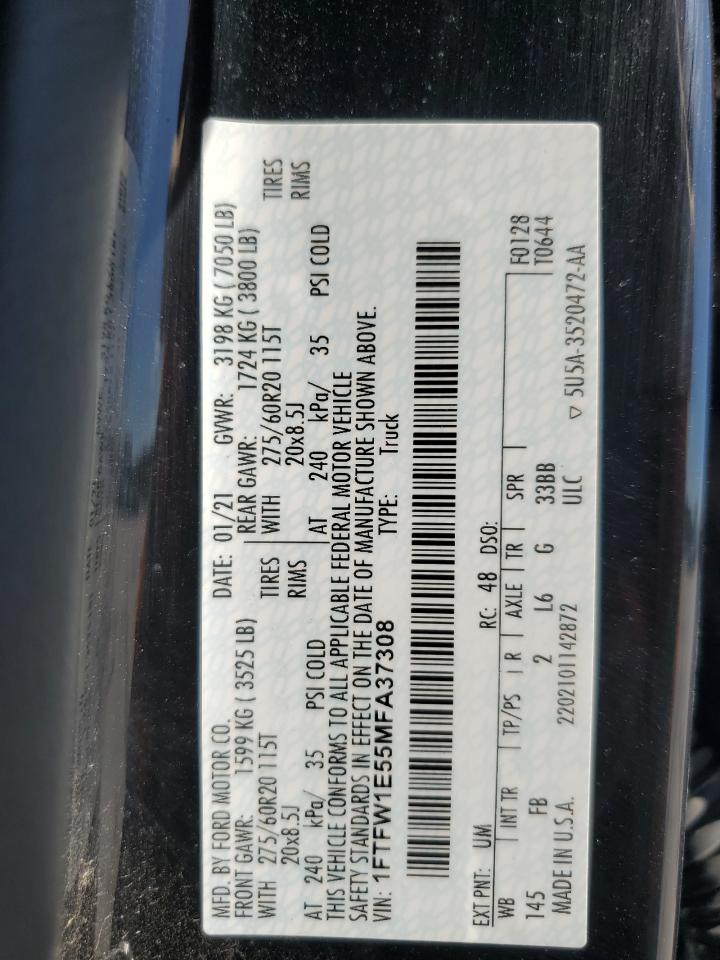 MFD. BY FORD MOTOR CO.
DATE: 01/21 GVWR: 3198 KG ( 7050 LB)
FRONT GAWR: 1599 KG ( 3525 LB)
REAR GAWR: 1724 KG ( 3800 LB)
WITH 275/60R20 115T TIRES
WITH 275/60R20 115T TIRES
20x8.5J RIMS
20x8.5J RIMS
AT 240 kPa/ 35 PSI COLD
AT 240 kPa/ 35 PSI COLD
THIS VEHICLE CONFORMS TO ALL APPLICABLE FEDERAL MOTOR VEHICLE
SAFETY STANDARDS IN EFFECT ON THE DATE OF MANUFACTURE SHOWN ABOVE.
VIN: 1FTFW1E55MFA37308 TYPE: Truck
EXT PNT: UM RC: 48 DSO:
WB INT TR TP/PS R AXLE TR SPR F0128
T0644
145 FB 2 L6 G 33BB
MADE IN U.S.A. 2202101142872 ULC ▽ 5U5A-3520472-AA